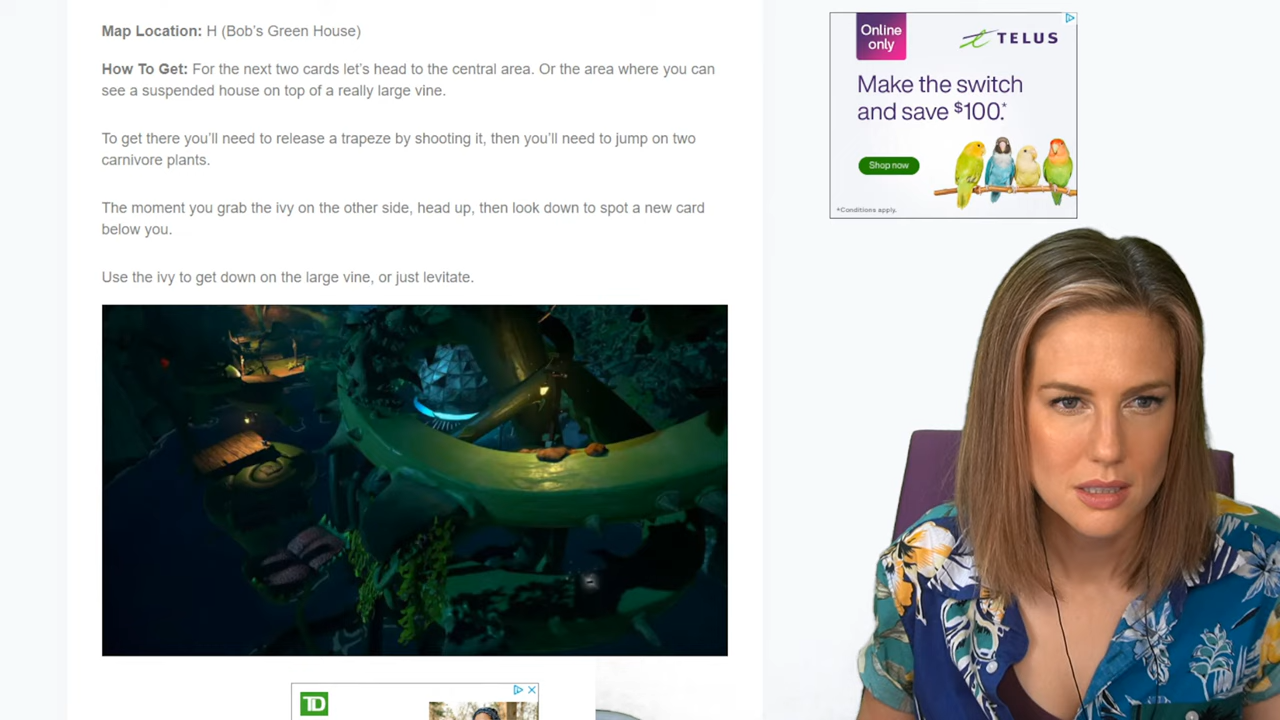 Map Location: H (Bob’s Green House)
How To Get: For the next two cards let’s head to the central area. Or the area where you can
see a suspended house on top of a really large vine.
To get there you’ll need to release a trapeze by shooting it, then you’ll need to jump on two
carnivore plants.
The moment you grab the ivy on the other side, head up, then look down to spot a new card
below you.
Use the ivy to get down on the large vine, or just levitate.
Online
only
TELUS
Make the switch
and save $100.*
Shop now
*Conditions apply.
TD